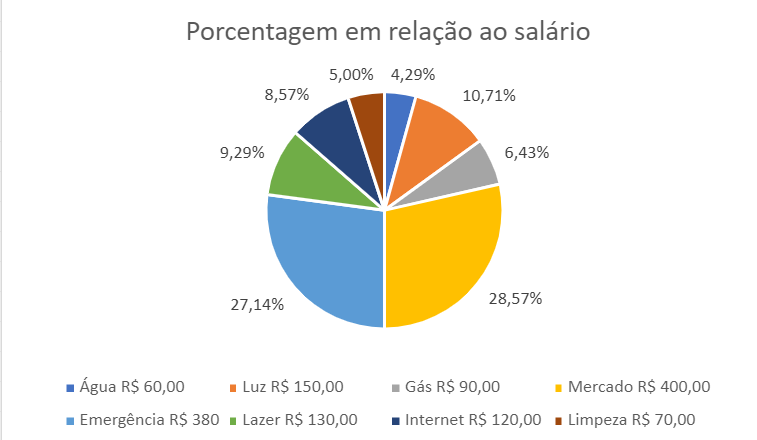 Porcentagem em relação ao salário
5,00% 4,29%
8,57% 10,71%
9,29% 6,43%
27,14% 28,57%
Água R$ 60,00 Luz R$ 150,00 Gás R$ 90,00 Mercado R$ 400,00
Emergência R$ 380 Lazer R$ 130,00 Internet R$ 120,00 Limpeza R$ 70,00